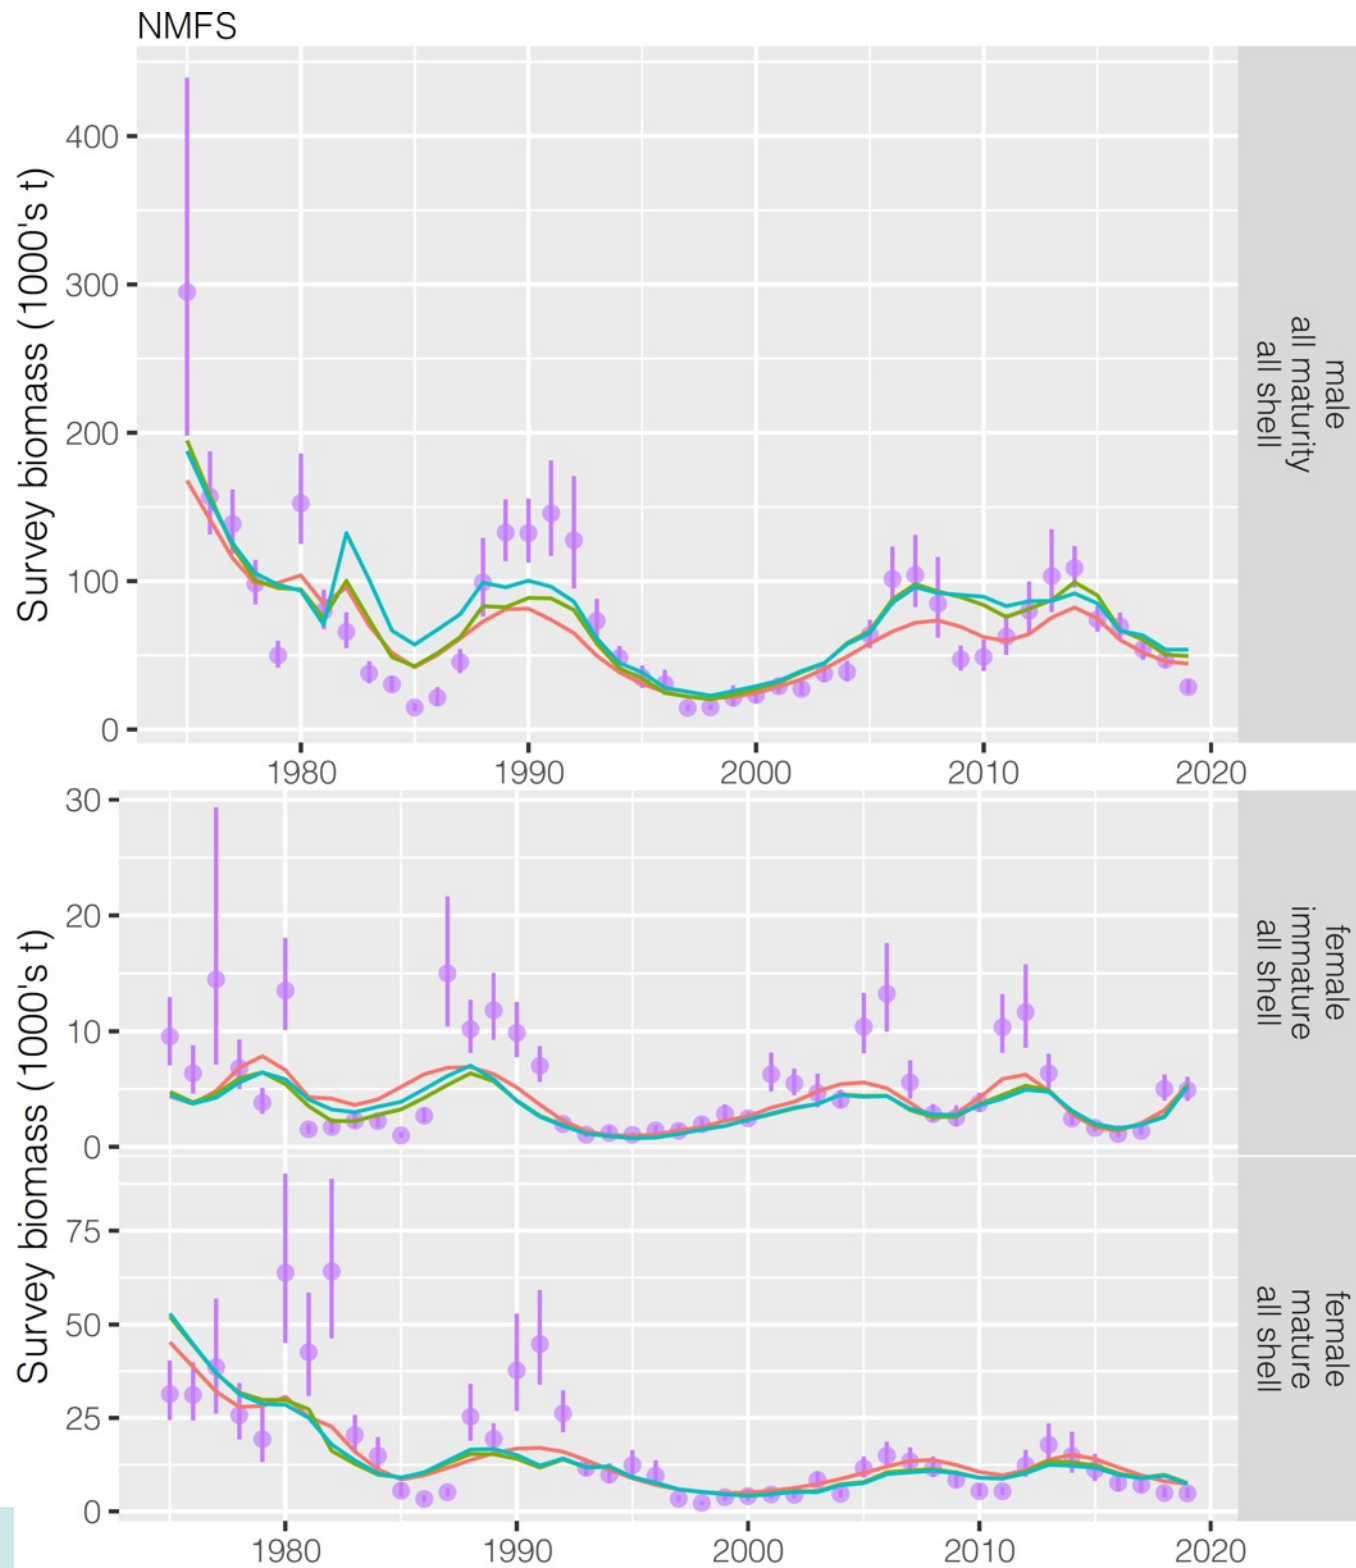 NMFS
Survey biomass (1000's t)
400
300
200
100
0
male
all maturity
all shell
1980
1990
2000
2010
2020
Survey biomass (1000's t)
30
20
10
0
female
immature
all shell
75
50
25
0
female
mature
all shell
1980
1990
2000
2010
2020